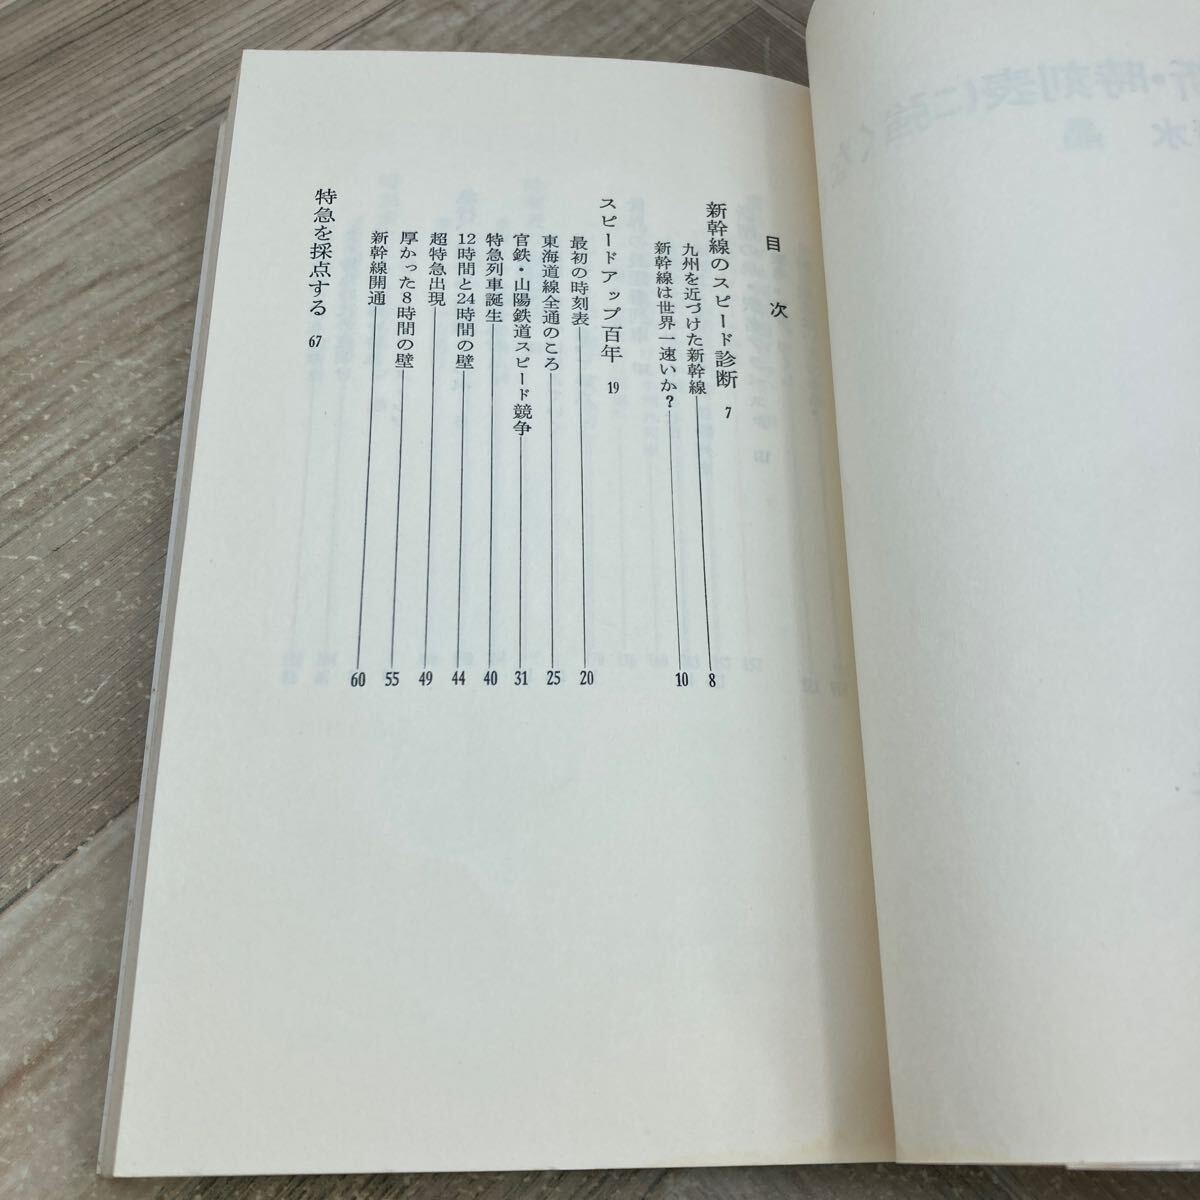 目次
新幹線のスピード診断 7
九州を近づけた新幹線 8
新幹線は世界一速いか? 10
スピードアップ百年 19
最初の時刻表 20
東海道線全通のころ 25
官鉄・山陽鉄道スピード競争 31
特急列車誕生 40
12時間と24時間の壁 44
超特急出現 49
厚かった8時間の壁 55
新幹線開通 60
特急を採点する 67